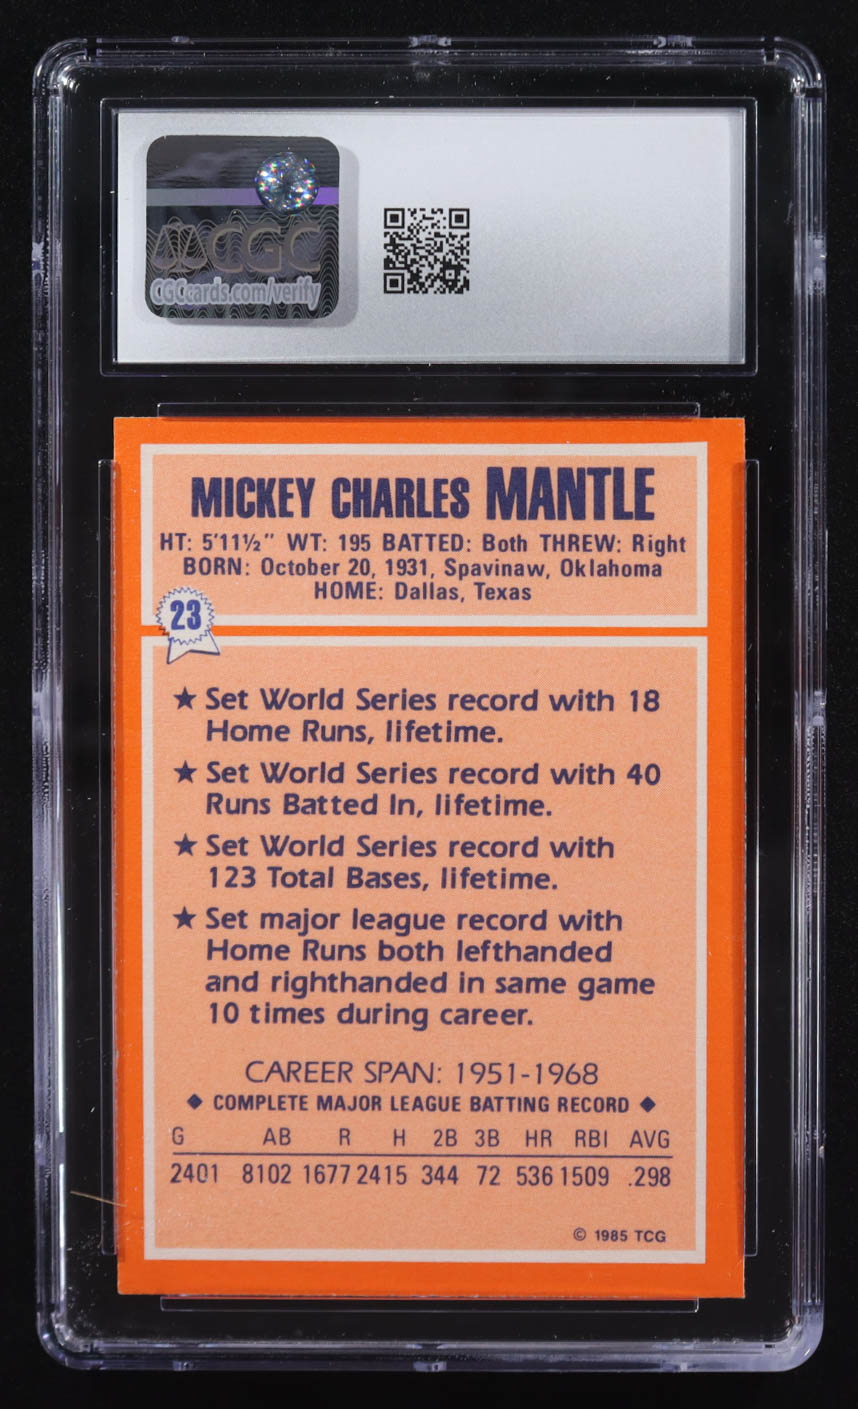 CGC
CGCcards.com/verify
MICKEY CHARLES MANTLE
HT: 5'11½" WT: 195 BATTED: Both THREW: Right
BORN: October 20, 1931, Spavinaw, Oklahoma
HOME: Dallas, Texas
23
★ Set World Series record with 18
Home Runs, lifetime.
★ Set World Series record with 40
Runs Batted In, lifetime.
★ Set World Series record with
123 Total Bases, lifetime.
★ Set major league record with
Home Runs both lefthanded
and righthanded in same game
10 times during career.
CAREER SPAN: 1951-1968
◆ COMPLETE MAJOR LEAGUE BATTING RECORD ◆
G AB R H 2B 3B HR RBI AVG
2401 8102 1677 2415 344 72 536 1509 .298
© 1985 TCG